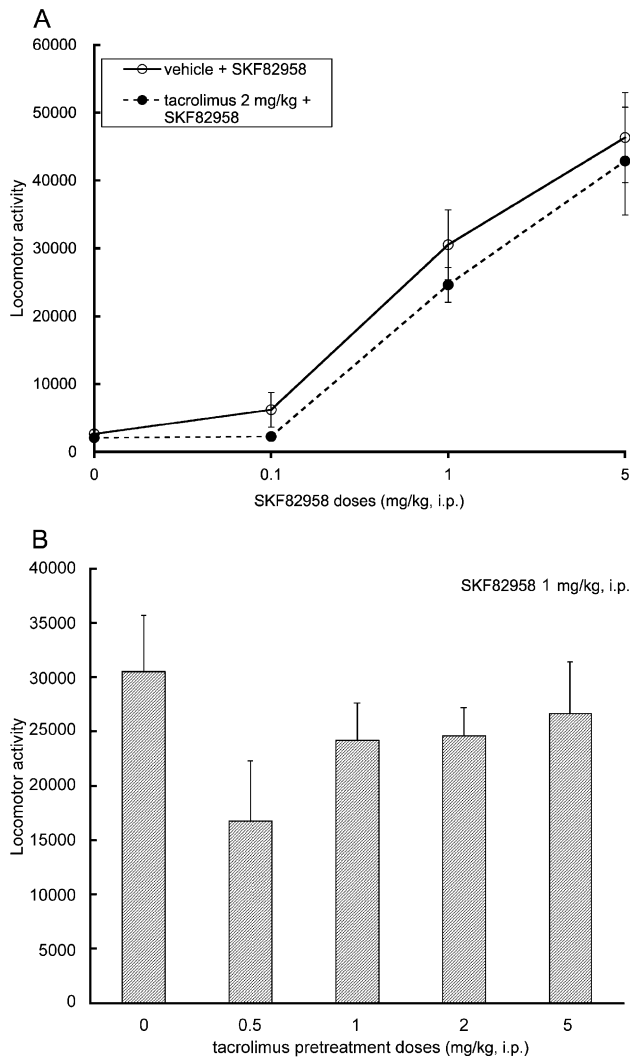 A
60000
50000
40000
30000
20000
10000
0
Locomotor activity
vehicle + SKF82958
tacrolimus 2 mg/kg +
SKF82958
0 0.1 1 5
SKF82958 doses (mg/kg, i.p.)
B
40000
35000
30000
25000
20000
15000
10000
5000
0
Locomotor activity
SKF82958 1 mg/kg, i.p.
0 0.5 1 2 5
tacrolimus pretreatment doses (mg/kg, i.p.)